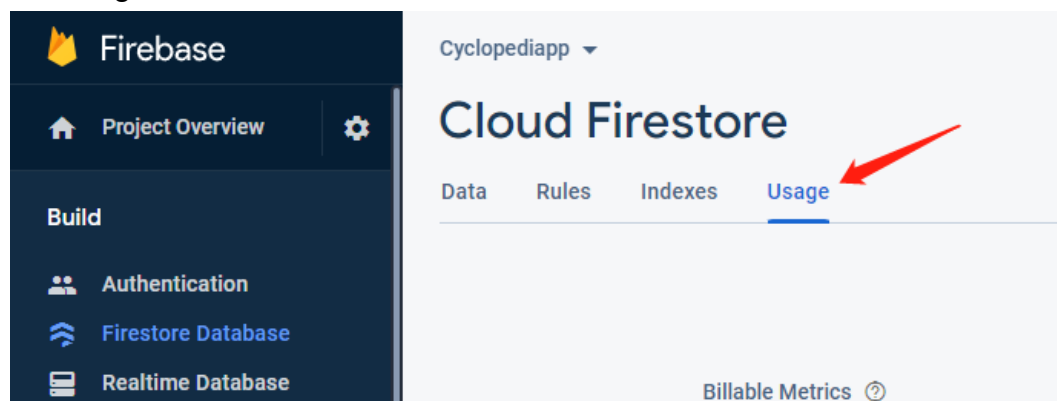 Firebase
Project Overview
Build
Authentication
Firestore Database
Realtime Database
Cyclopediapp
Cloud Firestore
Data Rules Indexes Usage
Billable Metrics